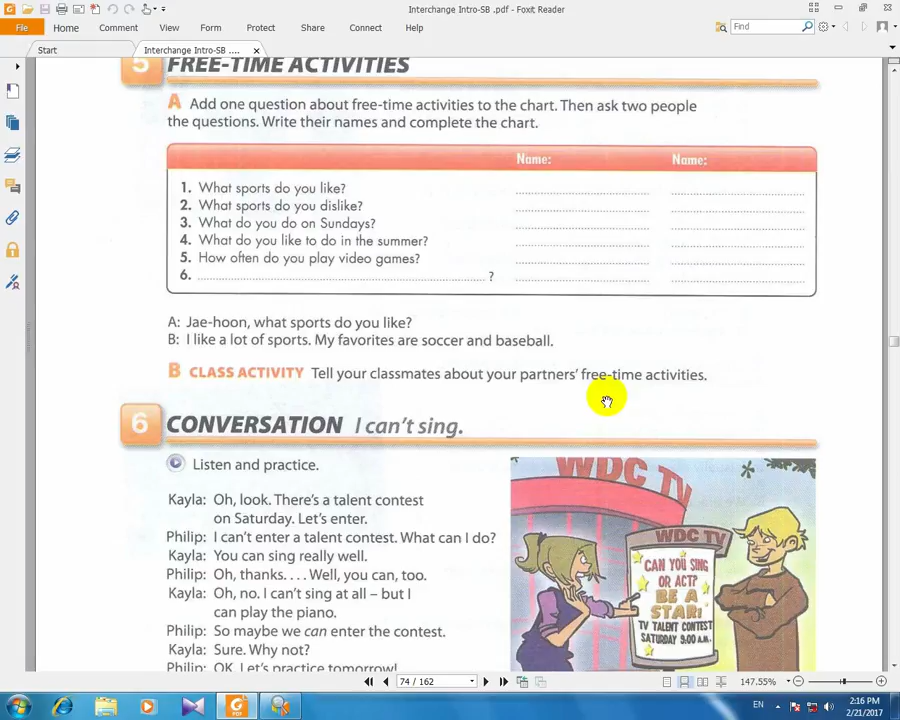 Interchange Intro-SB .pdf - Foxit Reader
File Home Comment View Form Protect Share Connect Help
Find
Start Interchange Intro-SB ....
5 FREE-TIME ACTIVITIES
A Add one question about free-time activities to the chart. Then ask two people
the questions. Write their names and complete the chart.
Name: Name:
1. What sports do you like?
2. What sports do you dislike?
3. What do you do on Sundays?
4. What do you like to do in the summer?
5. How often do you play video games?
6. ?
A: Jae-hoon, what sports do you like?
B: I like a lot of sports. My favorites are soccer and baseball.
B CLASS ACTIVITY Tell your classmates about your partners' free-time activities.
6 CONVERSATION I can't sing.
Listen and practice.
Kayla: Oh, look. There's a talent contest
on Saturday. Let's enter.
Philip: I can't enter a talent contest. What can I do?
Kayla: You can sing really well.
Philip: Oh, thanks. . . . Well, you can, too.
Kayla: Oh, no. I can't sing at all – but I
can play the piano.
Philip: So maybe we can enter the contest.
Kayla: Sure. Why not?
Philip: OK. Let's practice tomorrow!
WDC TV
WDC TV
CAN YOU SING
OR ACT?
BE A
STAR!
TV TALENT CONTEST
SATURDAY 9:00 A.M.
74 / 162
147.55%
EN
2:16 PM
2/21/2017